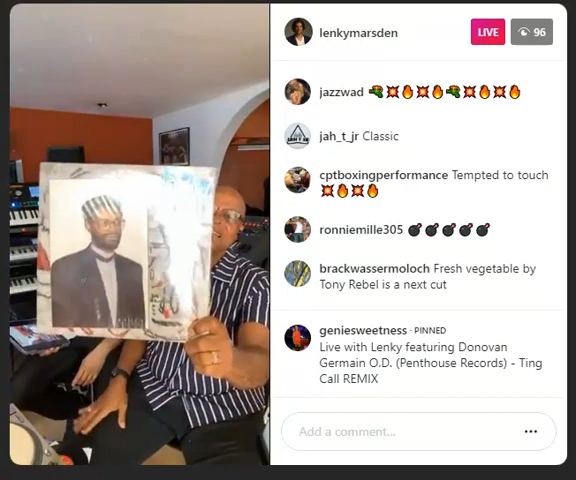 lenkymarsden
LIVE
96
jazzwad
jah_t_jr Classic
cptboxingperformance Tempted to touch
ronniemille305
brackwassermoloch Fresh vegetable by
Tony Rebel is a next cut
geniesweetness · PINNED
Live with Lenky featuring Donovan
Germain O.D. (Penthouse Records) - Ting
Call REMIX
Add a comment...